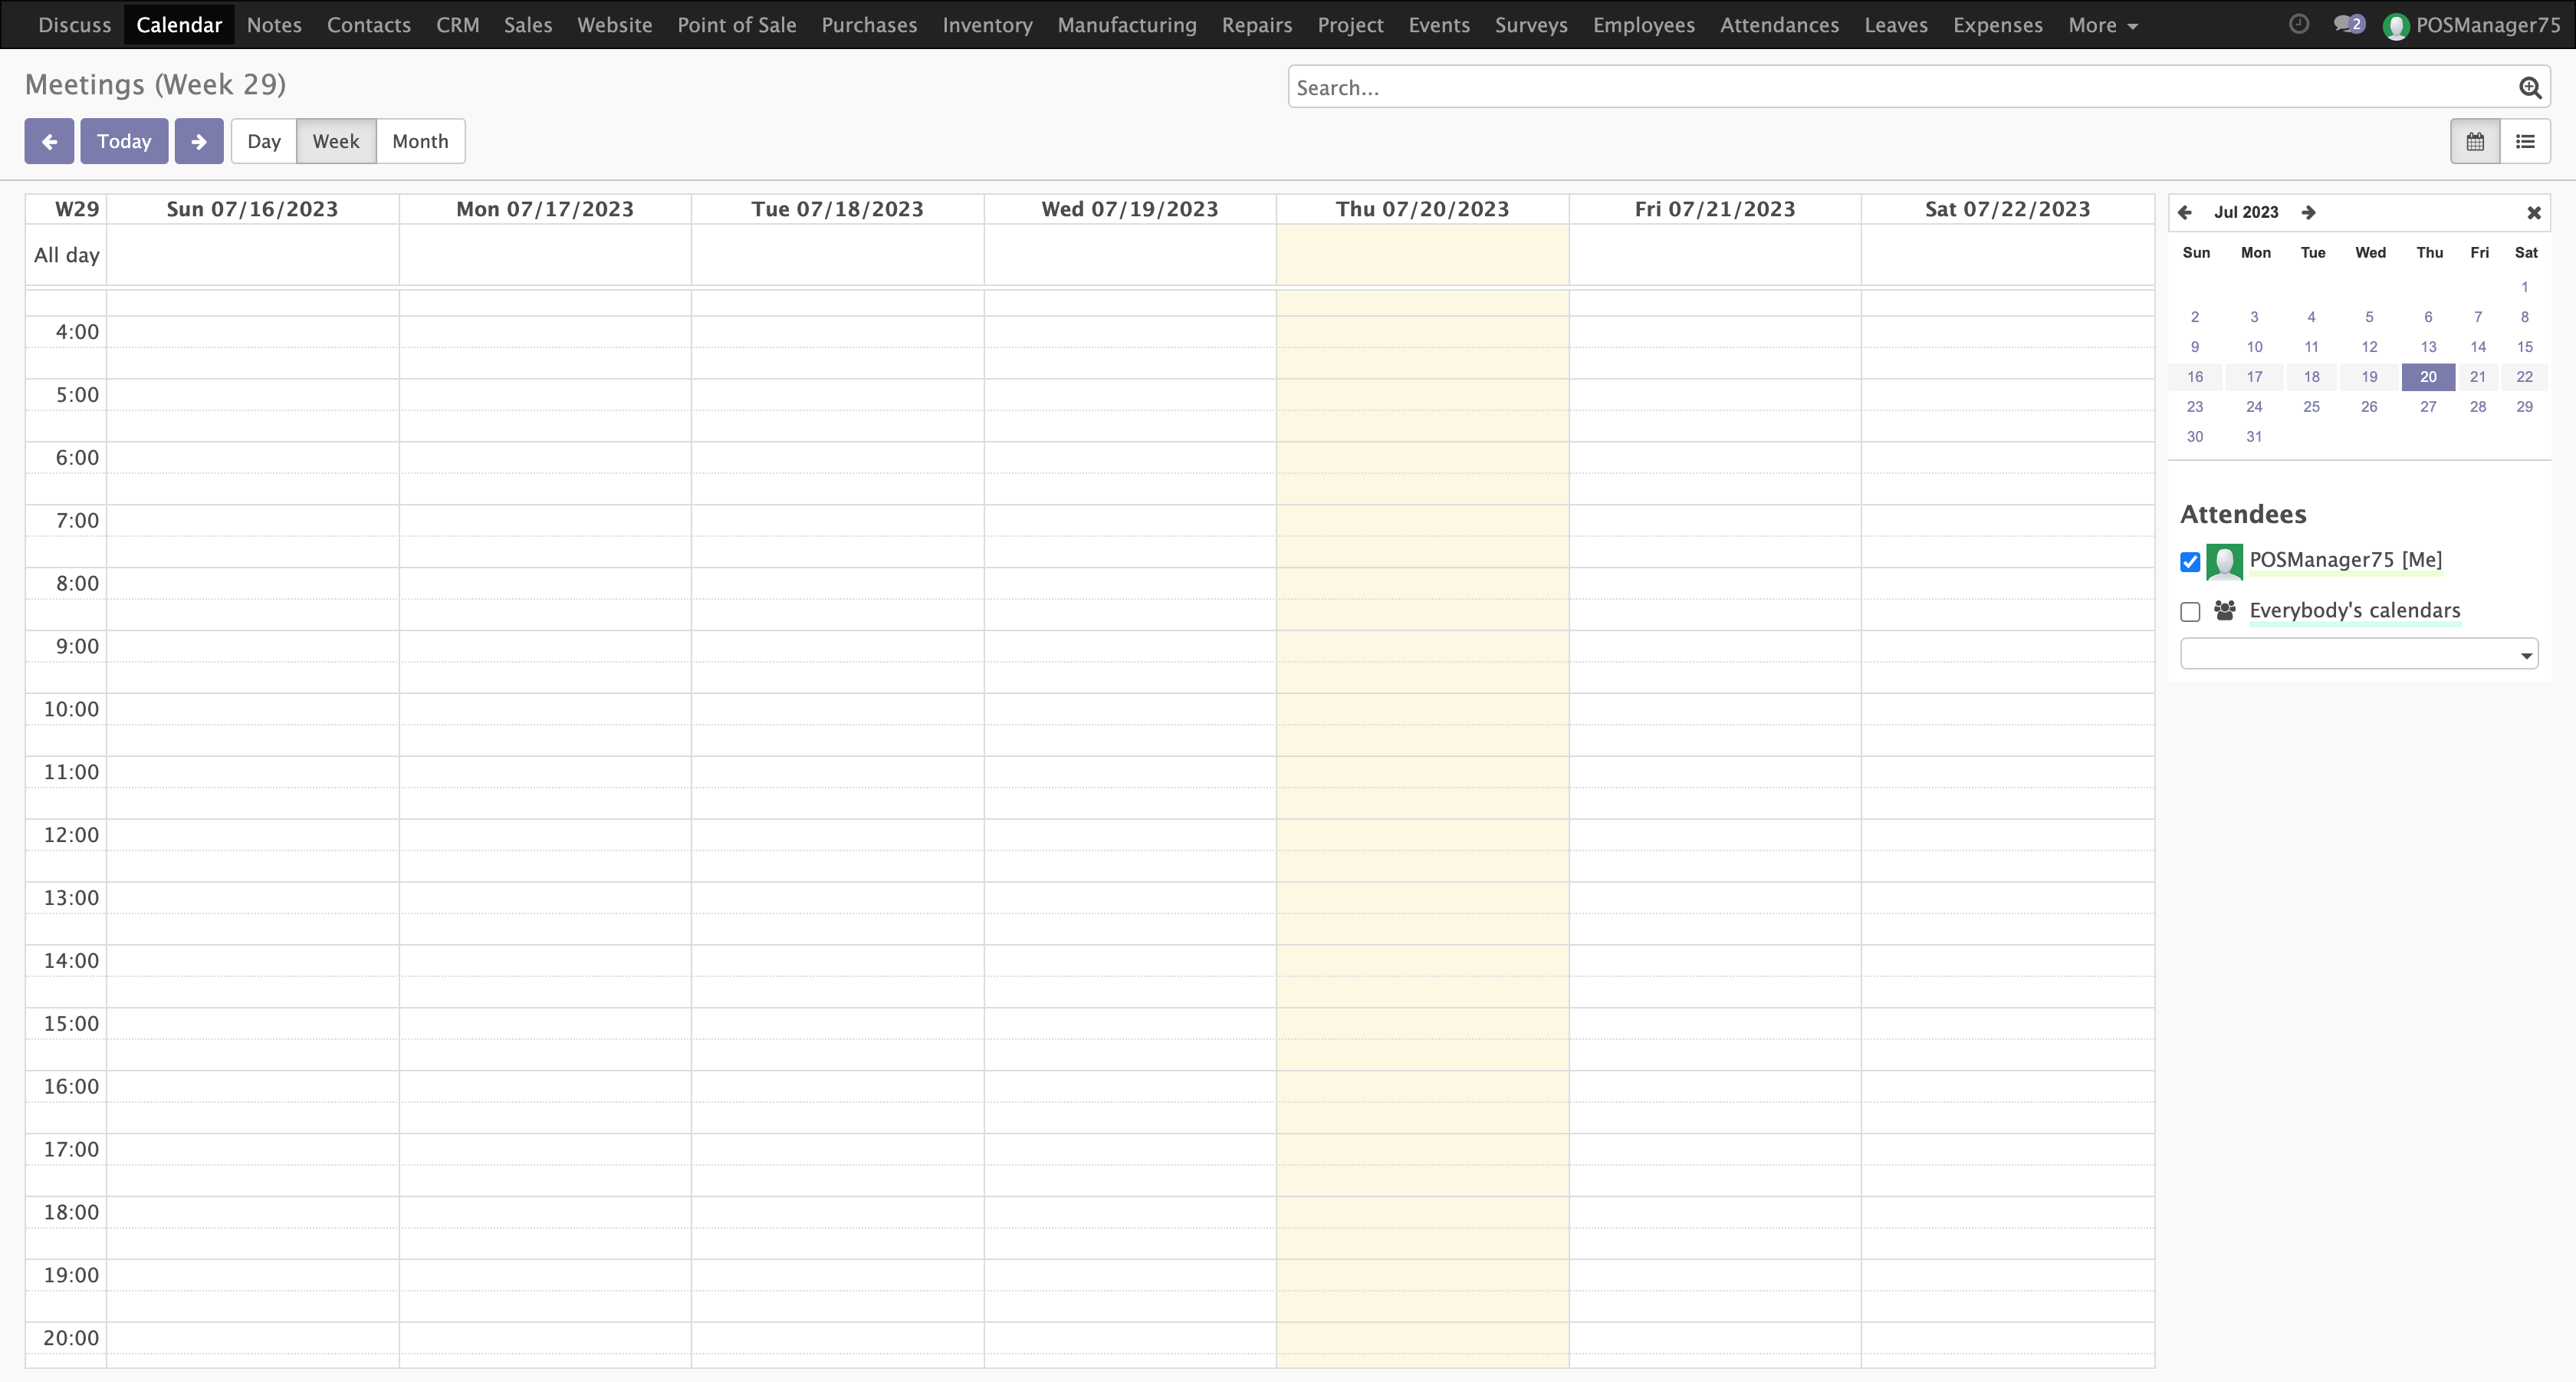 Discuss Calendar Notes Contacts CRM Sales Website Point of Sale Purchases Inventory Manufacturing Repairs Project Events Surveys Employees Attendances Leaves Expenses More 2 POSManager75
Meetings (Week 29)
Search...
Today Day Week Month
W29 Sun 07/16/2023 Mon 07/17/2023 Tue 07/18/2023 Wed 07/19/2023 Thu 07/20/2023 Fri 07/21/2023 Sat 07/22/2023
All day
4:00
5:00
6:00
7:00
8:00
9:00
10:00
11:00
12:00
13:00
14:00
15:00
16:00
17:00
18:00
19:00
20:00
Jul 2023
Sun Mon Tue Wed Thu Fri Sat
1
2 3 4 5 6 7 8
9 10 11 12 13 14 15
16 17 18 19 20 21 22
23 24 25 26 27 28 29
30 31
Attendees
POSManager75 [Me]
Everybody's calendars